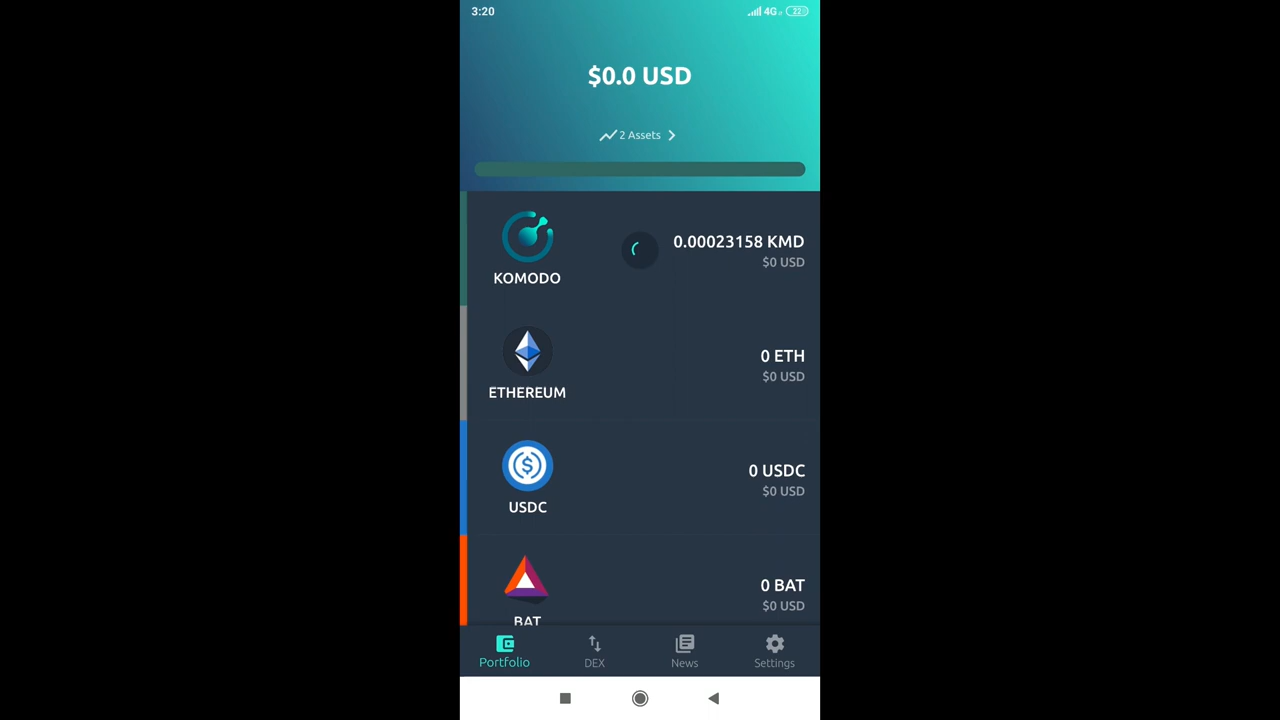 3:20
4G
22
$0.0 USD
2 Assets
0.00023158 KMD
$0 USD
KOMODO
0 ETH
$0 USD
ETHEREUM
0 USDC
$0 USD
USDC
0 BAT
$0 USD
BAT
Portfolio
DEX
News
Settings